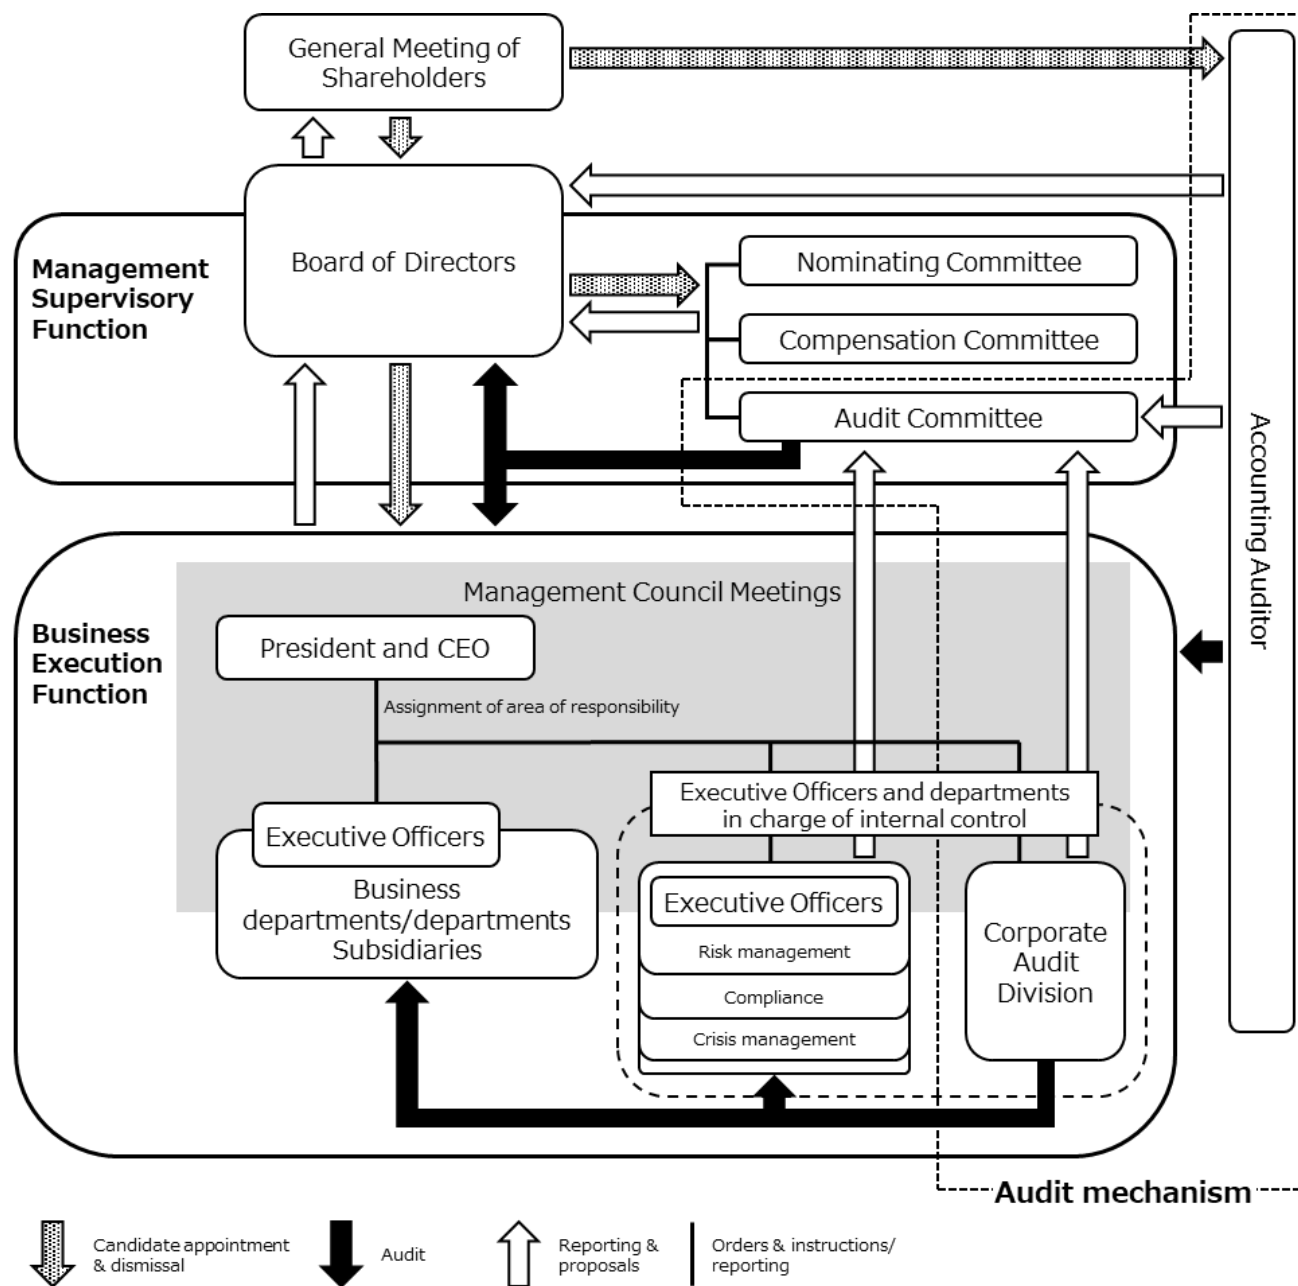 General Meeting of
Shareholders
Board of Directors
Management
Supervisory
Function
Nominating Committee
Compensation Committee
Audit Committee
Accounting Auditor
Management Council Meetings
Business
Execution
Function
President and CEO
Assignment of area of responsibility
Executive Officers and departments
in charge of internal control
Executive Officers
Business
departments/departments
Subsidiaries
Executive Officers
Risk management
Compliance
Crisis management
Corporate
Audit
Division
Audit mechanism
Candidate appointment
& dismissal
Audit
Reporting &
proposals
Orders & instructions/
reporting